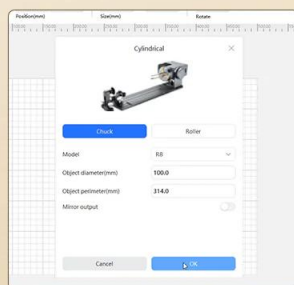 Position(mm) Size(mm) Rotate
Cylindrical
Chuck Roller
Model R8
Object diameter(mm) 100.0
Object perimeter(mm) 314.0
Mirror output
Cancel OK